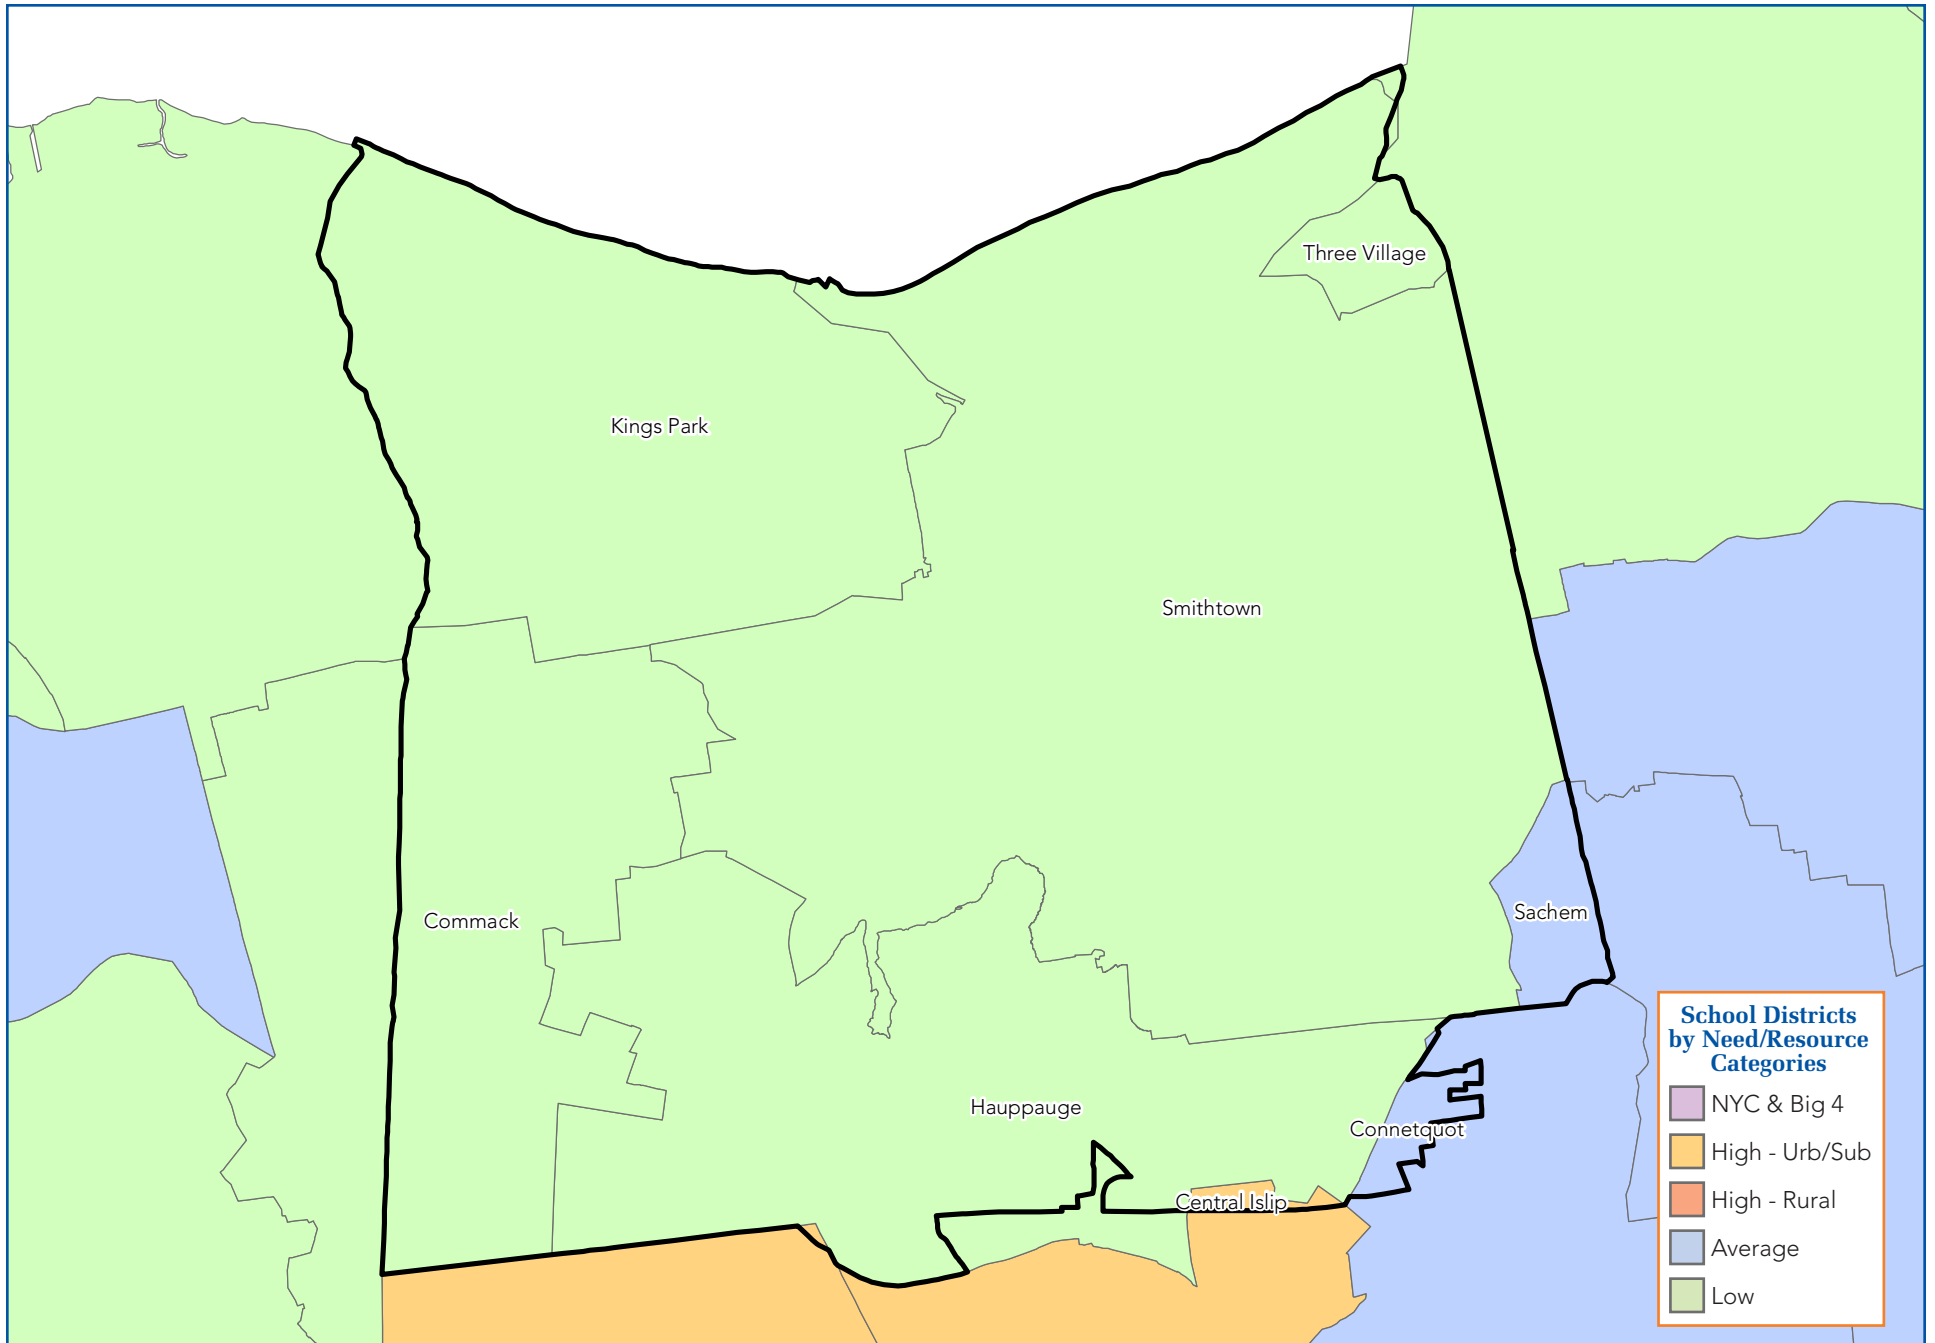 Three Village
Kings Park
Smithtown
Commack
Sachem
Hauppauge
Connetquot
Central Islip
School Districts
by Need/Resource
Categories
NYC & Big 4
High - Urb/Sub
High - Rural
Average
Low